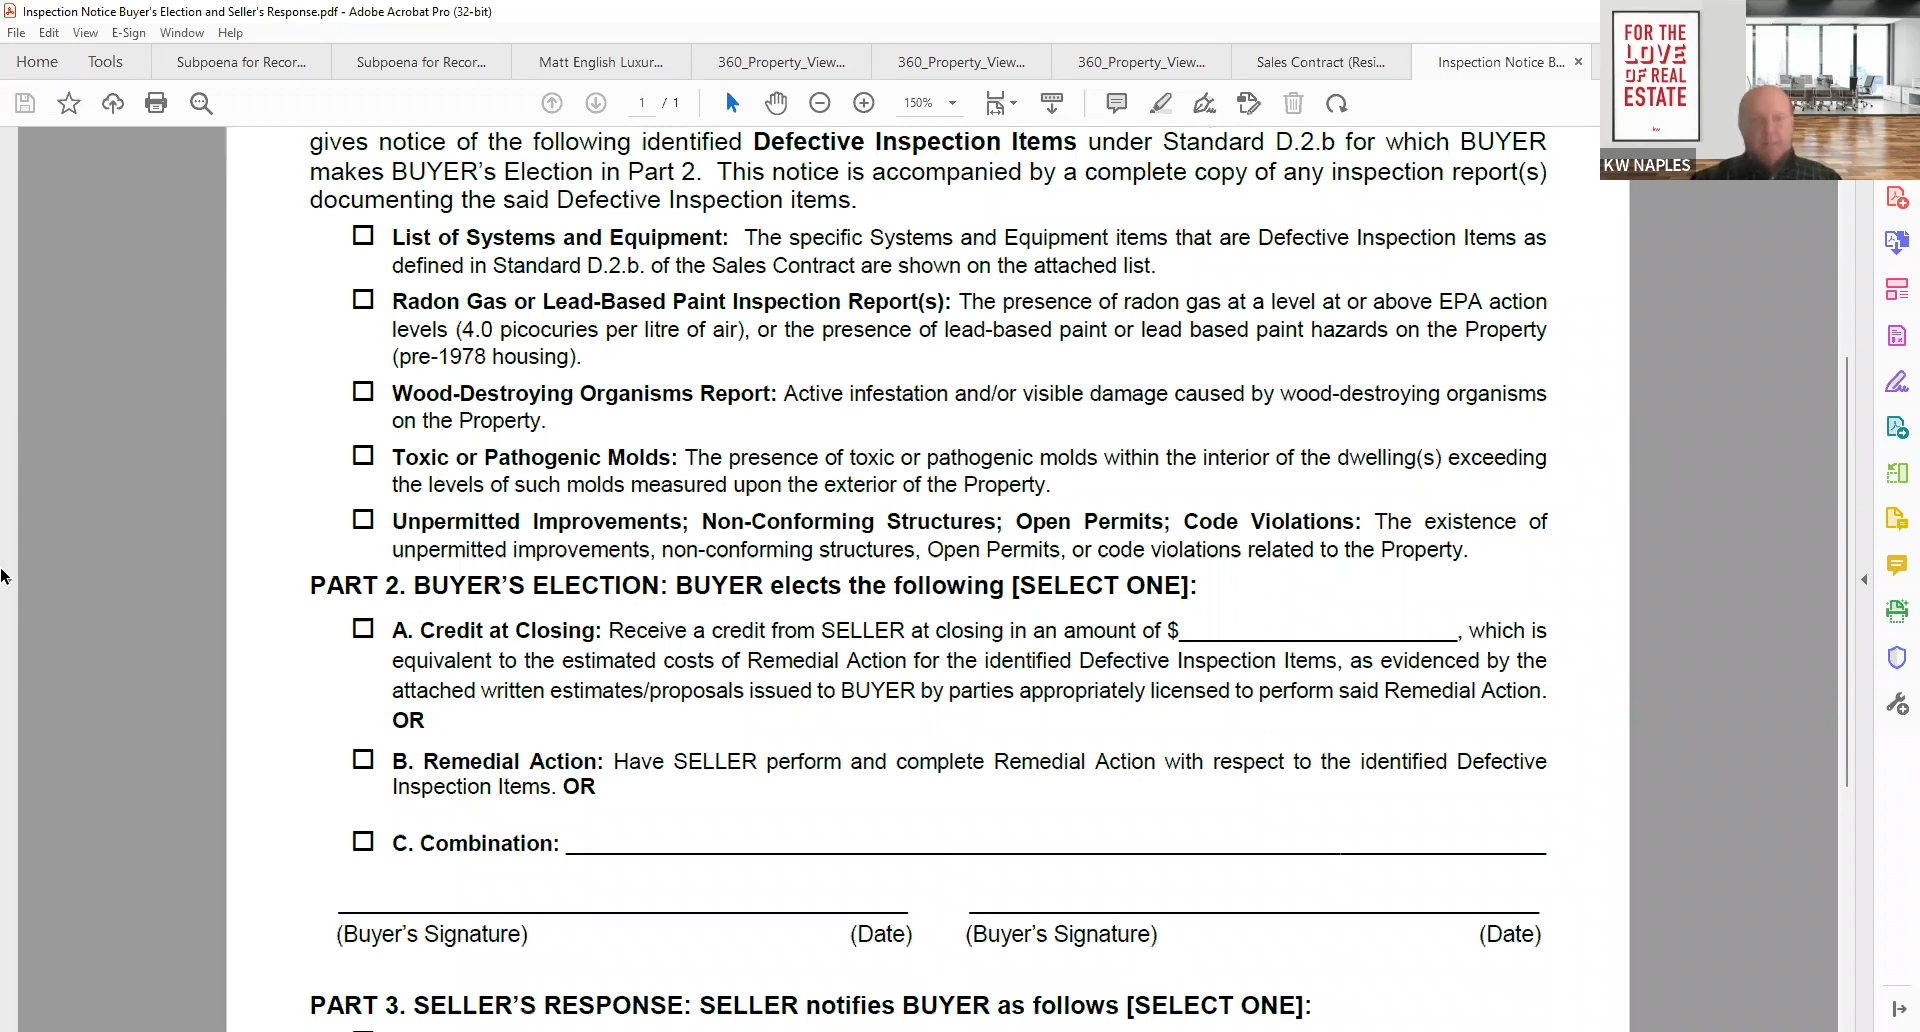 Inspection Notice Buyer's Election and Seller's Response.pdf - Adobe Acrobat Pro (32-bit)
File Edit View E-Sign Window Help
Home Tools Subpoena for Recor... Subpoena for Recor... Matt English Luxur... 360_Property_View... 360_Property_View... 360_Property_View... Sales Contract (Resi... Inspection Notice B... ×
1 / 1 150%
FOR THE
LOVE
OF REAL
ESTATE
kw
KW NAPLES
gives notice of the following identified Defective Inspection Items under Standard D.2.b for which BUYER
makes BUYER’s Election in Part 2. This notice is accompanied by a complete copy of any inspection report(s)
documenting the said Defective Inspection items.
List of Systems and Equipment: The specific Systems and Equipment items that are Defective Inspection Items as
defined in Standard D.2.b. of the Sales Contract are shown on the attached list.
Radon Gas or Lead-Based Paint Inspection Report(s): The presence of radon gas at a level at or above EPA action
levels (4.0 picocuries per litre of air), or the presence of lead-based paint or lead based paint hazards on the Property
(pre-1978 housing).
Wood-Destroying Organisms Report: Active infestation and/or visible damage caused by wood-destroying organisms
on the Property.
Toxic or Pathogenic Molds: The presence of toxic or pathogenic molds within the interior of the dwelling(s) exceeding
the levels of such molds measured upon the exterior of the Property.
Unpermitted Improvements; Non-Conforming Structures; Open Permits; Code Violations: The existence of
unpermitted improvements, non-conforming structures, Open Permits, or code violations related to the Property.
PART 2. BUYER’S ELECTION: BUYER elects the following [SELECT ONE]:
A. Credit at Closing: Receive a credit from SELLER at closing in an amount of $______________________, which is
equivalent to the estimated costs of Remedial Action for the identified Defective Inspection Items, as evidenced by the
attached written estimates/proposals issued to BUYER by parties appropriately licensed to perform said Remedial Action.
OR
B. Remedial Action: Have SELLER perform and complete Remedial Action with respect to the identified Defective
Inspection Items. OR
C. Combination: ______________________
(Buyer’s Signature) (Date) (Buyer’s Signature) (Date)
PART 3. SELLER’S RESPONSE: SELLER notifies BUYER as follows [SELECT ONE]: